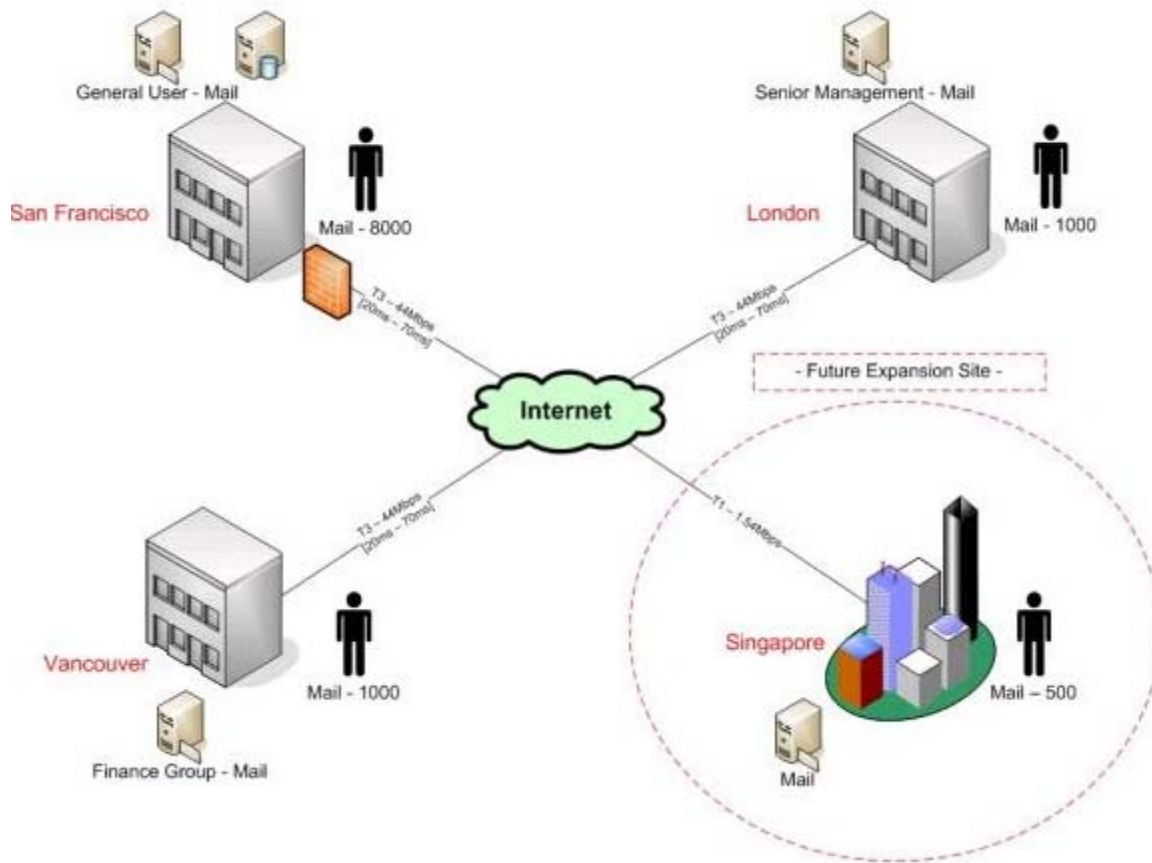 General User - Mail
San Francisco
Mail - 8000
T3 – 44Mbps
[20ms – 70ms]
Senior Management - Mail
London
Mail - 1000
T3 – 44Mbps
[20ms – 70ms]
- Future Expansion Site -
Internet
T3 – 44Mbps
[20ms – 70ms]
Vancouver
Mail - 1000
Finance Group - Mail
T1 – 1.54Mbps
Singapore
Mail – 500
Mail